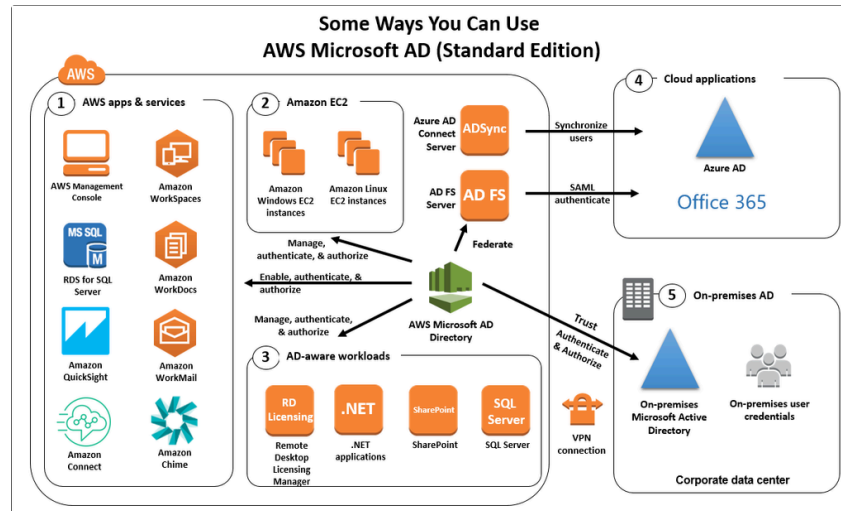 Some Ways You Can Use
AWS Microsoft AD (Standard Edition)
AWS
1
AWS apps & services
AWS Management
Console
Amazon
WorkSpaces
MS SQL
M
RDS for SQL
Server
Amazon
WorkDocs
Amazon
QuickSight
Amazon
WorkMail
Amazon
Connect
Amazon
Chime
2
Amazon EC2
Amazon
Windows EC2
instances
Amazon Linux
EC2 instances
Azure AD
Connect
Server
ADSync
AD FS
Server
AD FS
Synchronize
users
SAML
authenticate
Federate
Manage,
authenticate, &
authorize
Enable, authenticate, &
authorize
Manage, authenticate,
& authorize
AWS Microsoft AD
Directory
Trust
Authenticate
& Authorize
3
AD-aware workloads
RD
Licensing
Remote
Desktop
Licensing
Manager
.NET
.NET
applications
SharePoint
SharePoint
SQL
Server
SQL Server
VPN
connection
4
Cloud applications
Azure AD
Office 365
5
On-premises AD
On-premises
Microsoft Active
Directory
On-premises user
credentials
Corporate data center